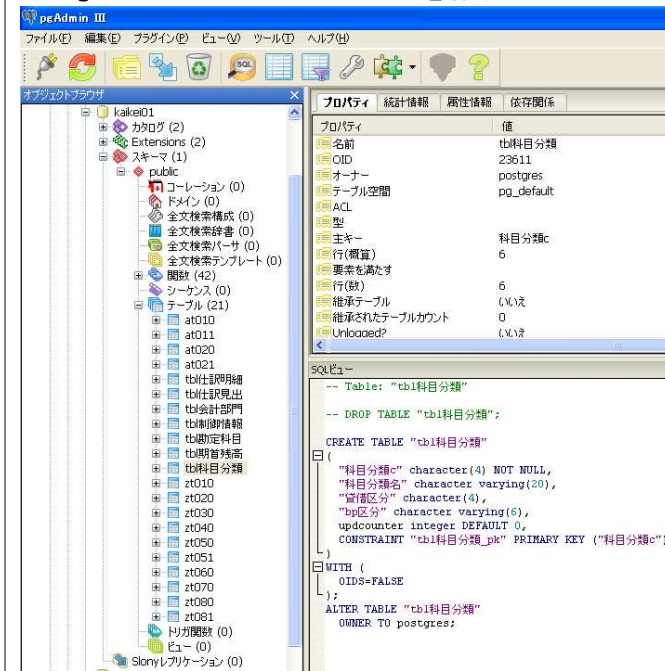 pgAdmin III
ファイル(F) 編集(E) プラグイン(P) ビュー(V) ツール(T) ヘルプ(H)
SQL
オブジェクトブラウザ
kaikei01
カタログ (2)
Extensions (2)
スキーマ (1)
public
コーレーション (0)
ドメイン (0)
全文検索構成 (0)
全文検索辞書 (0)
全文検索パーサ (0)
全文検索テンプレート (0)
関数 (42)
シーケンス (0)
テーブル (21)
at010
at011
at020
at021
tbl仕訳明細
tbl仕訳見出
tbl会計部門
tbl制御情報
tbl勘定科目
tbl期首残高
tbl科目分類
zt010
zt020
zt030
zt040
zt050
zt051
zt060
zt070
zt080
zt081
トリガ関数 (0)
ビュー (0)
Slonyレプリケーション (0)
プロパティ 統計情報 属性情報 依存関係
プロパティ 値
名前 tbl科目分類
OID 23611
オーナー postgres
テーブル空間 pg_default
ACL
型
主キー 科目分類c
行(概算) 6
要素を満たす
行(数) 6
継承テーブル いいえ
継承されたテーブルカウント 0
Unlogged? いいえ
SQLビュー
-- Table: "tbl科目分類"
-- DROP TABLE "tbl科目分類";
CREATE TABLE "tbl科目分類"
(
"科目分類c" character(4) NOT NULL,
"科目分類名" character varying(20),
"貸借区分" character(4),
"bp区分" character varying(6),
updcounter integer DEFAULT 0,
CONSTRAINT "tbl科目分類_pk" PRIMARY KEY ("科目分類c")
)
WITH (
OIDS=FALSE
);
ALTER TABLE "tbl科目分類"
OWNER TO postgres;